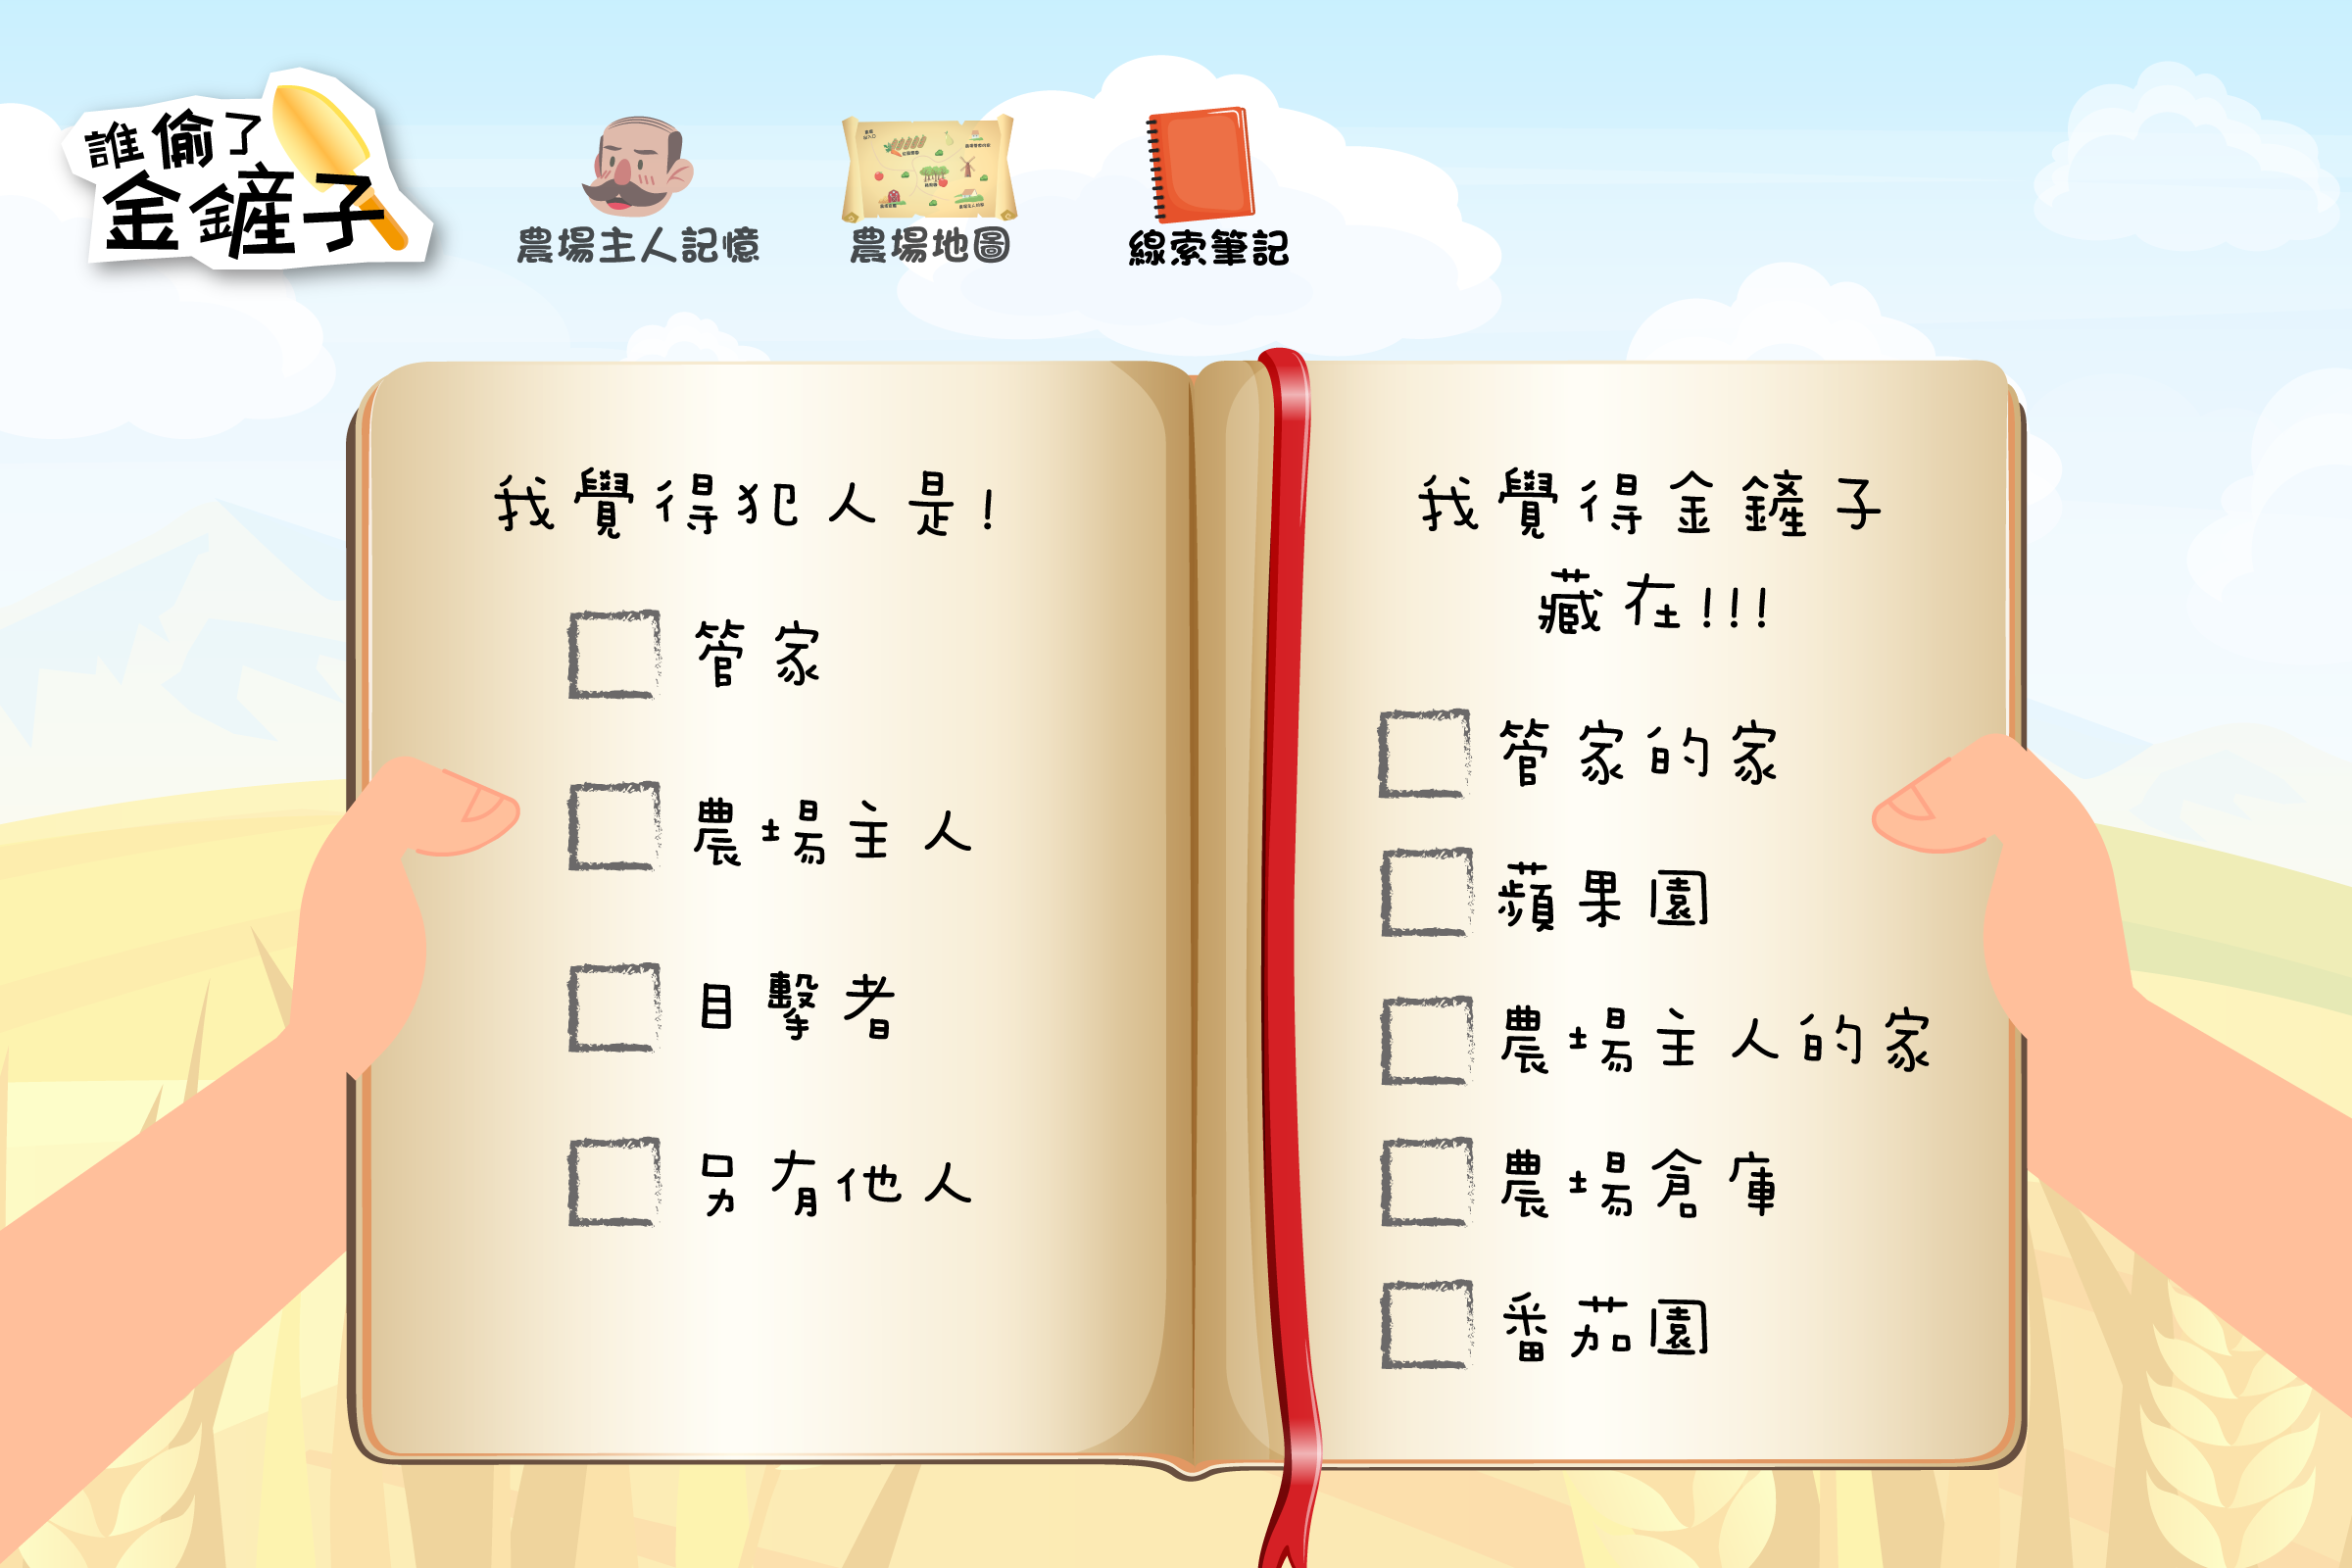 誰偷了
金鏟子
農場主人記憶
農場地圖
線索筆記
我覺得犯人是!
管家
農場主人
目擊者
另有他人
我覺得金鏟子
藏在!!!
管家的家
蘋果園
農場主人的家
農場倉庫
番茄園